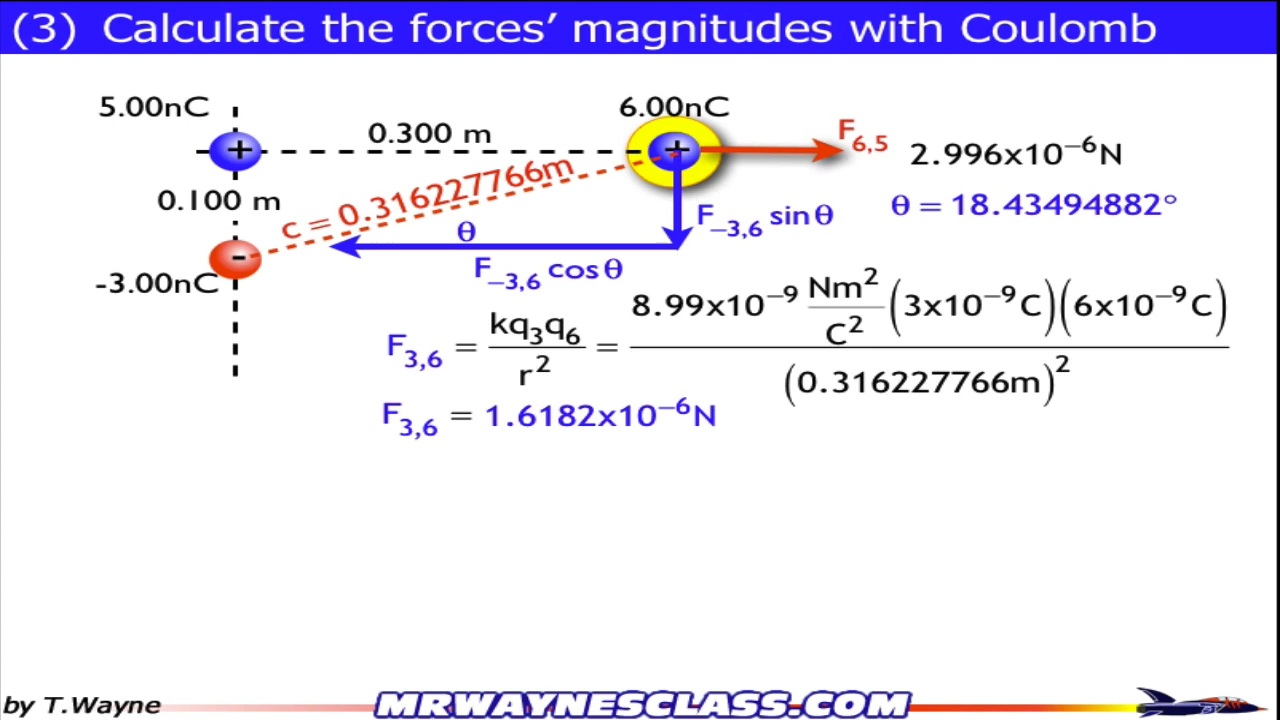 (3) Calculate the forces' magnitudes with Coulomb
5.00nC
6.00nC
0.300 m
+
+
F6,5
2.996x10⁻⁶N
c = 0.316227766m
0.100 m
θ = 18.43494882°
F₋3,6 sinθ
θ
-
-3.00nC
F₋3,6 cosθ
F3,6 = kq3q6 / r² = 8.99x10⁻⁹ Nm²/C² (3x10⁻⁹C)(6x10⁻⁹C) / (0.316227766m)²
F3,6 = 1.6182x10⁻⁶N
by T.Wayne
MRWAYNESCLASS.COM